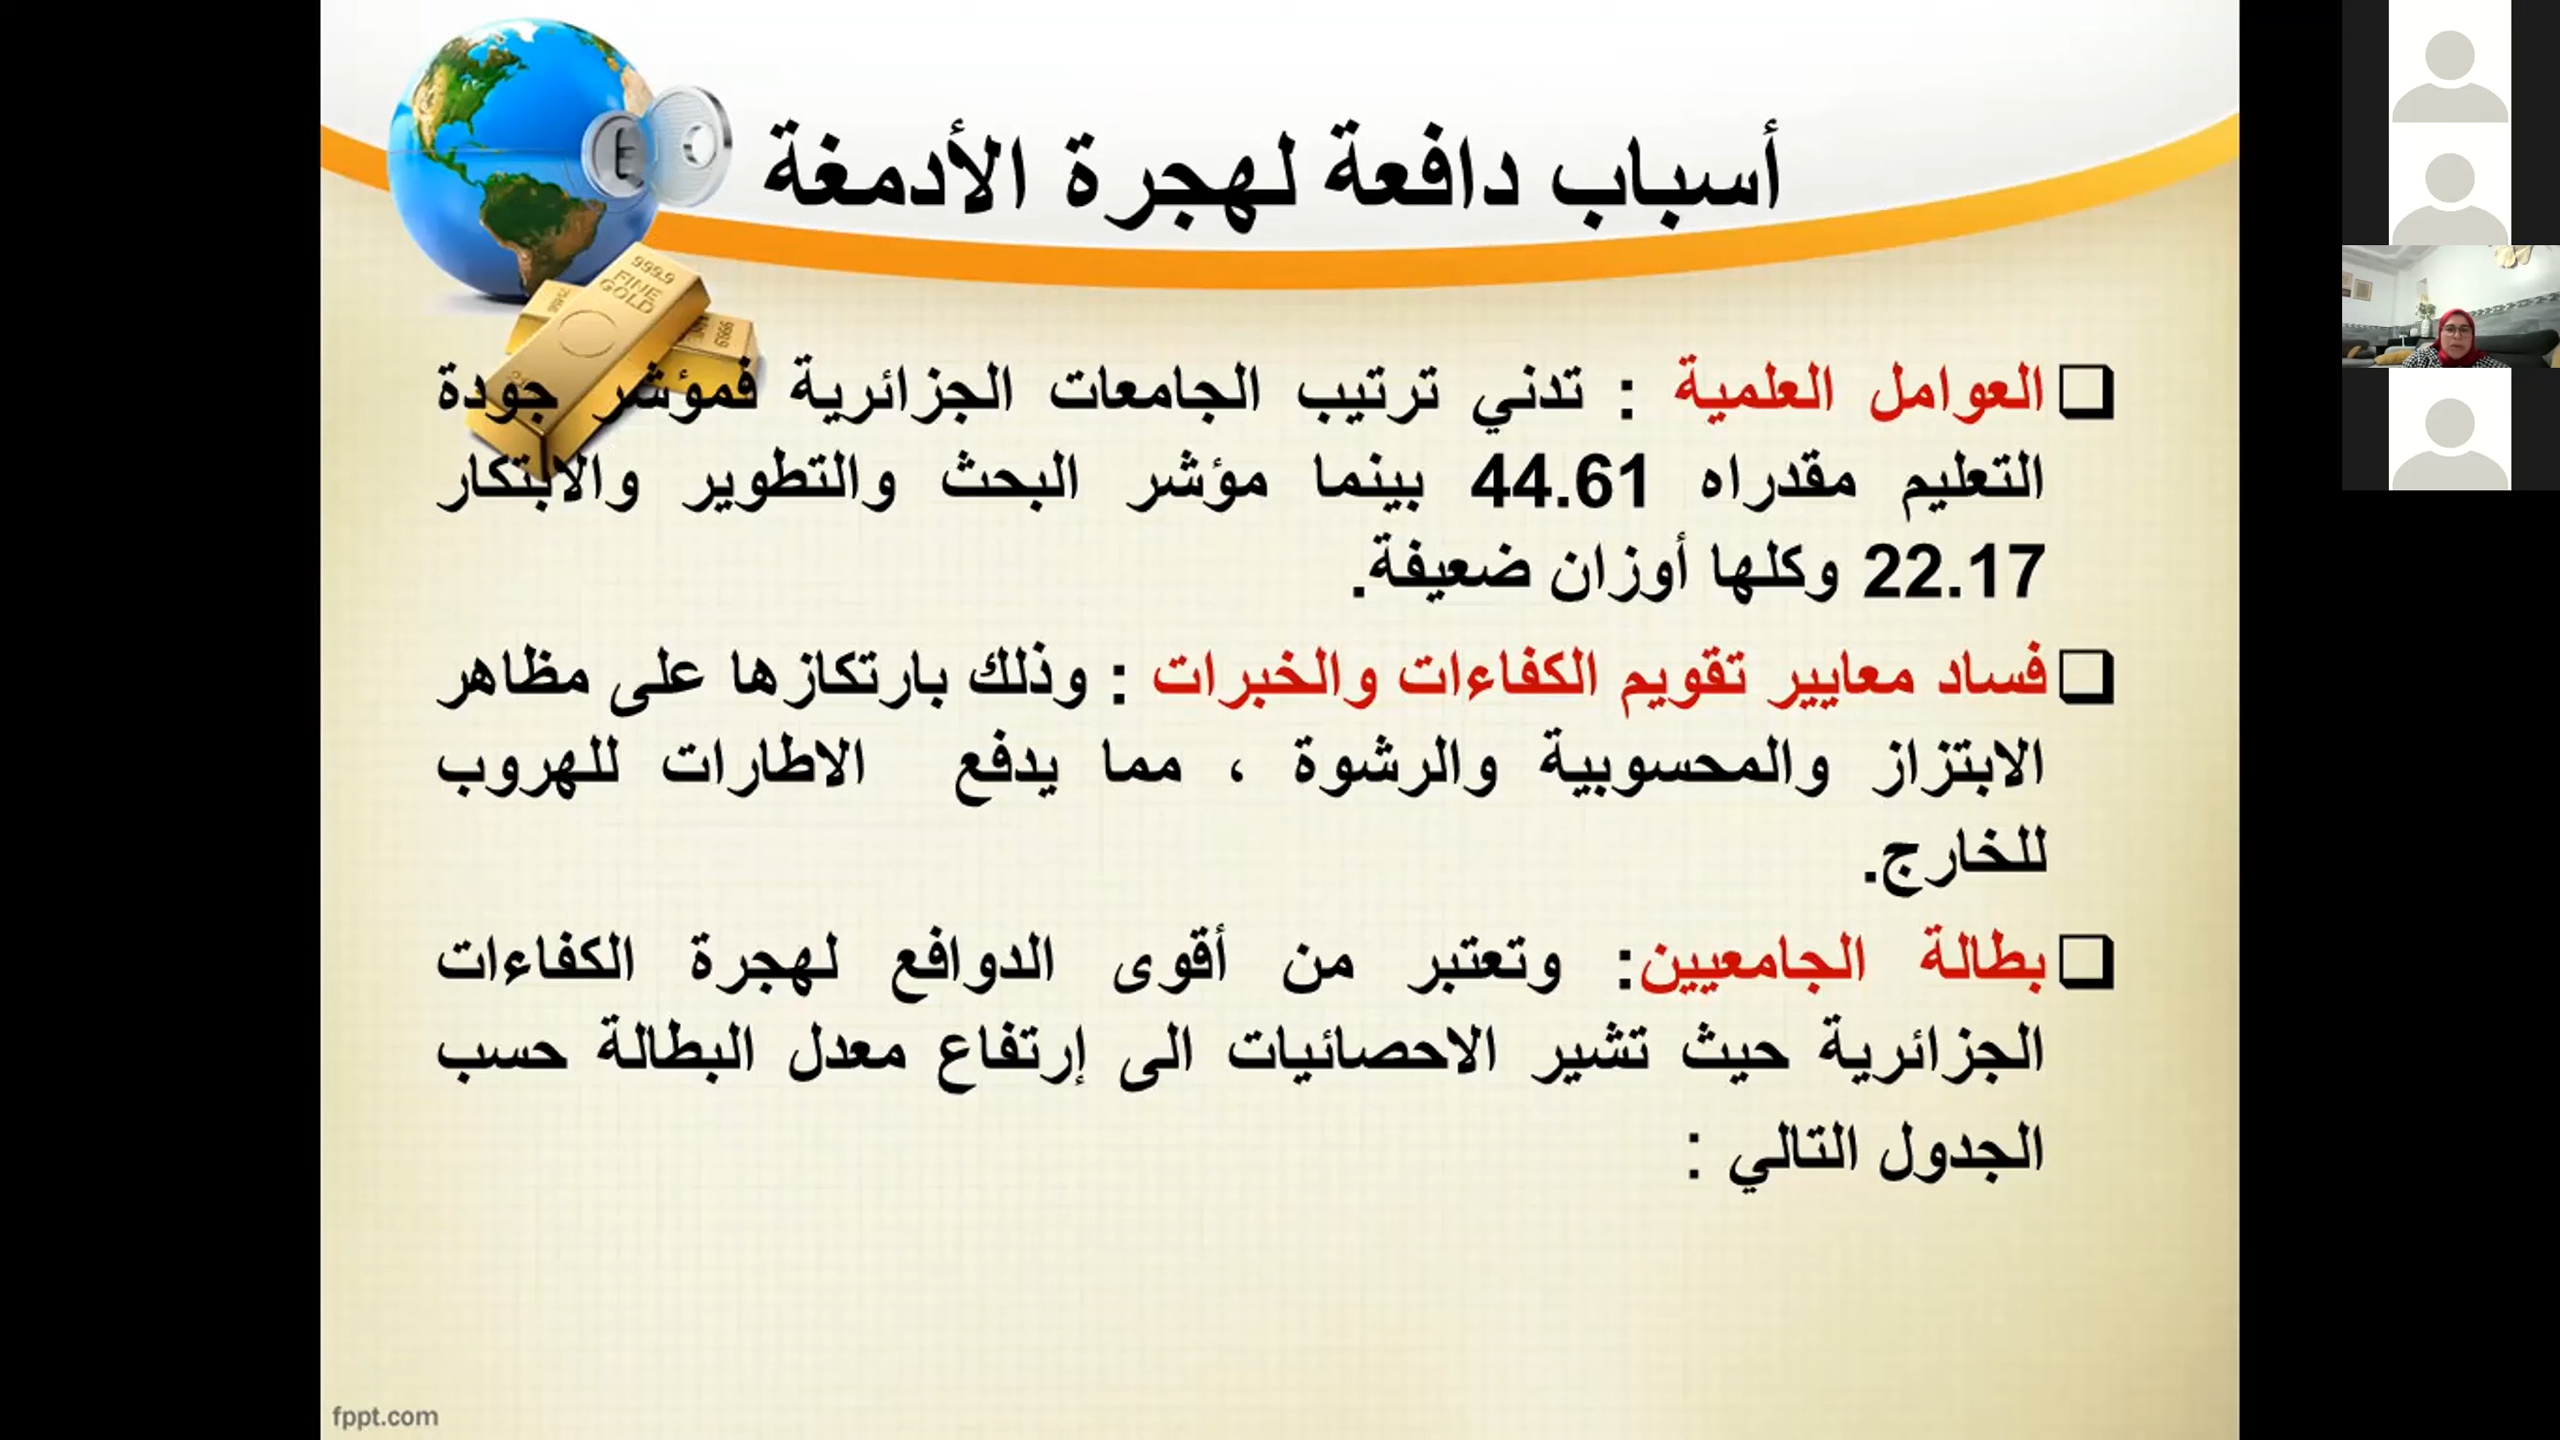 أسباب دافعة لهجرة الأدمغة
999.9
FINE
GOLD
العوامل العلمية : تدني ترتيب الجامعات الجزائرية فمؤشر جودة
التعليم مقدراه 44.61 بينما مؤشر البحث والتطوير والابتكار
22.17 وكلها أوزان ضعيفة.
فساد معايير تقويم الكفاءات والخبرات : وذلك بارتكازها على مظاهر
الابتزاز والمحسوبية والرشوة ، مما يدفع الاطارات للهروب
للخارج.
بطالة الجامعيين: وتعتبر من أقوى الدوافع لهجرة الكفاءات
الجزائرية حيث تشير الاحصائيات الى إرتفاع معدل البطالة حسب
الجدول التالي :
fppt.com